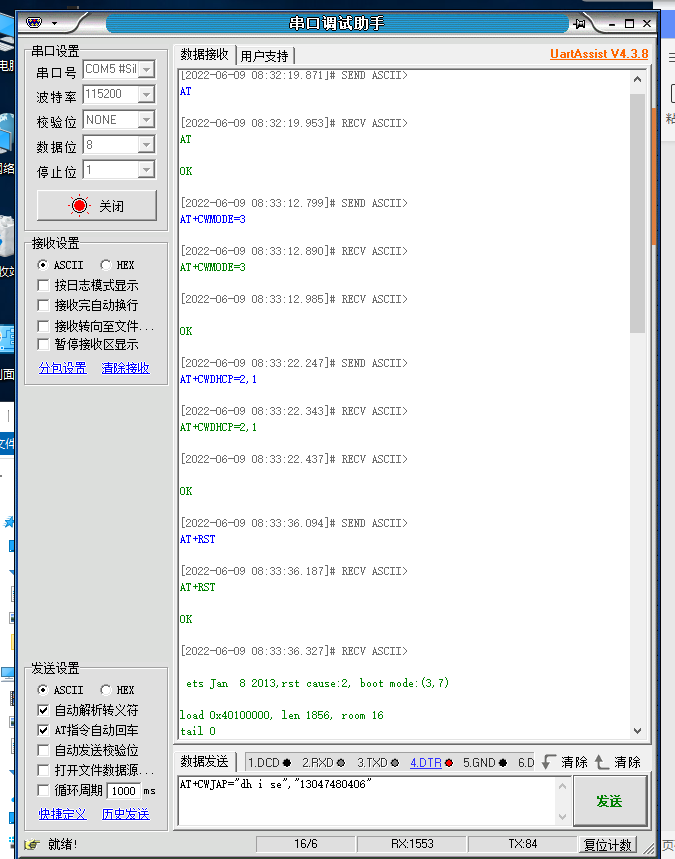 串口调试助手
串口设置
串口号 COM5 #Sil
波特率 115200
校验位 NONE
数据位 8
停止位 1
关闭
接收设置
ASCII HEX
按日志模式显示
接收完自动换行
接收转向至文件...
暂停接收区显示
分包设置 清除接收
发送设置
ASCII HEX
自动解析转义符
AT指令自动回车
自动发送校验位
打开文件数据源...
循环周期 1000 ms
快捷定义 历史发送
数据接收 用户支持 UartAssist V4.3.8
[2022-06-09 08:32:19.871]# SEND ASCII>
AT
[2022-06-09 08:32:19.953]# RECV ASCII>
AT
OK
[2022-06-09 08:33:12.799]# SEND ASCII>
AT+CWMODE=3
[2022-06-09 08:33:12.890]# RECV ASCII>
AT+CWMODE=3
[2022-06-09 08:33:12.985]# RECV ASCII>
OK
[2022-06-09 08:33:22.247]# SEND ASCII>
AT+CWDHCP=2,1
[2022-06-09 08:33:22.343]# RECV ASCII>
AT+CWDHCP=2,1
[2022-06-09 08:33:22.437]# RECV ASCII>
OK
[2022-06-09 08:33:36.094]# SEND ASCII>
AT+RST
[2022-06-09 08:33:36.187]# RECV ASCII>
AT+RST
OK
[2022-06-09 08:33:36.327]# RECV ASCII>
ets Jan  8 2013,rst cause:2, boot mode:(3,7)
load 0x40100000, len 1856, room 16
tail 0
数据发送 1.DCD 2.RXD 3.TXD 4.DTR 5.GND 6.D 清除 清除
AT+CWJAP="dh i se","13047480406"
发送
就绪! 16/6 RX:1553 TX:84 复位计数